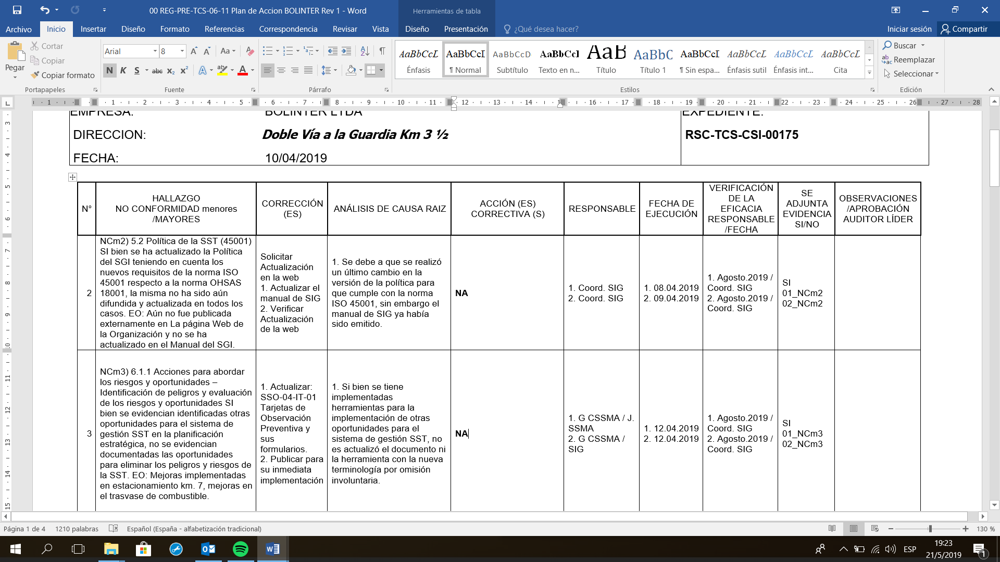 00 REG-PRE-TCS-06-11 Plan de Accion BOLINTER Rev 1 - Word
Herramientas de tabla
Archivo
Inicio
Insertar
Diseño
Formato
Referencias
Correspondencia
Revisar
Vista
Diseño
Presentación
¿Qué desea hacer?
Iniciar sesión
Compartir
Pegar
Cortar
Copiar
Copiar formato
Portapapeles
Arial
8
Aa
N K S abc x₂ x²
Fuente
Párrafo
AaBbCcL
Énfasis
AaBbCcI
¶ Normal
AaBbCcD
Subtítulo
AaBbCcI
Texto en n...
AaB
Título
AaBbC
Título 1
AaBbCcI
¶ Sin espa...
AaBbCcL
Énfasis sutil
AaBbCcL
Énfasis int...
AaBbCcL
Cita
Estilos
Buscar
Reemplazar
Seleccionar
Edición
1 1 2 3 4 5 6 7 8 9 10 11 12 13 14 15 16 17 18 19 20 21 22 23 24 25 26 27 28
EMPRESA:
BOLINTER LTDA
EXPEDIENTE:
DIRECCION:
Doble Vía a la Guardia Km 3 ½
RSC-TCS-CSI-00175
FECHA:
10/04/2019
N°
HALLAZGO
NO CONFORMIDAD menores
/MAYORES
CORRECCIÓN
(ES)
ANÁLISIS DE CAUSA RAIZ
ACCIÓN (ES)
CORRECTIVA (S)
RESPONSABLE
FECHA DE
EJECUCIÓN
VERIFICACIÓN
DE LA
EFICACIA
RESPONSABLE
/FECHA
SE
ADJUNTA
EVIDENCIA
SI/NO
OBSERVACIONES
/APROBACIÓN
AUDITOR LÍDER
2
NCm2) 5.2 Política de la SST (45001)
SI bien se ha actualizado la Política
del SGI teniendo en cuenta los
nuevos requisitos de la norma ISO
45001 respecto a la norma OHSAS
18001, la misma no ha sido aún
difundida y actualizada en todos los
casos. EO: Aún no fue publicada
externamente en La página Web de
la Organización y no se ha
actualizado en el Manual del SGI.
Solicitar
Actualización
en la web
1. Actualizar el
manual de SIG
2. Verificar
Actualización
de la web
1. Se debe a que se realizó
un último cambio en la
versión de la política para
que cumple con la norma
ISO 45001, sin embargo el
manual de SIG ya había
sido emitido.
NA
1. Coord. SIG
2. Coord. SIG
1. 08.04.2019
2. 09.04.2019
1. Agosto.2019 /
Coord. SIG
2. Agosto.2019 /
Coord. SIG
SI
01_NCm2
02_NCm2
3
NCm3) 6.1.1 Acciones para abordar
los riesgos y oportunidades –
Identificación de peligros y evaluación
de los riesgos y oportunidades SI
bien se evidencian identificadas otras
oportunidades para el sistema de
gestión SST en la planificación
estratégica, no se evidencian
documentadas las oportunidades
para eliminar los peligros y riesgos de
la SST. EO: Mejoras implementadas
en estacionamiento km. 7, mejoras en
el trasvase de combustible.
1. Actualizar:
SSO-04-IT-01
Tarjetas de
Observación
Preventiva y
sus
formularios.
2. Publicar para
su inmediata
implementación
1. Si bien se tiene
implementadas
herramientas para la
implementación de otras
oportunidades para el
sistema de gestión SST, no
es actualizó el documento ni
la herramienta con la nueva
terminología por omisión
involuntaria.
NA
1. G CSSMA / J.
SSMA
2. G CSSMA /
SIG
1. 12.04.2019
2. 12.04.2019
1. Agosto.2019 /
Coord. SIG
2. Agosto.2019 /
Coord. SIG
SI
01_NCm3
02_NCm3
Página 1 de 4
1210 palabras
Español (España - alfabetización tradicional)
130 %
ESP
19:23
21/5/2019
1